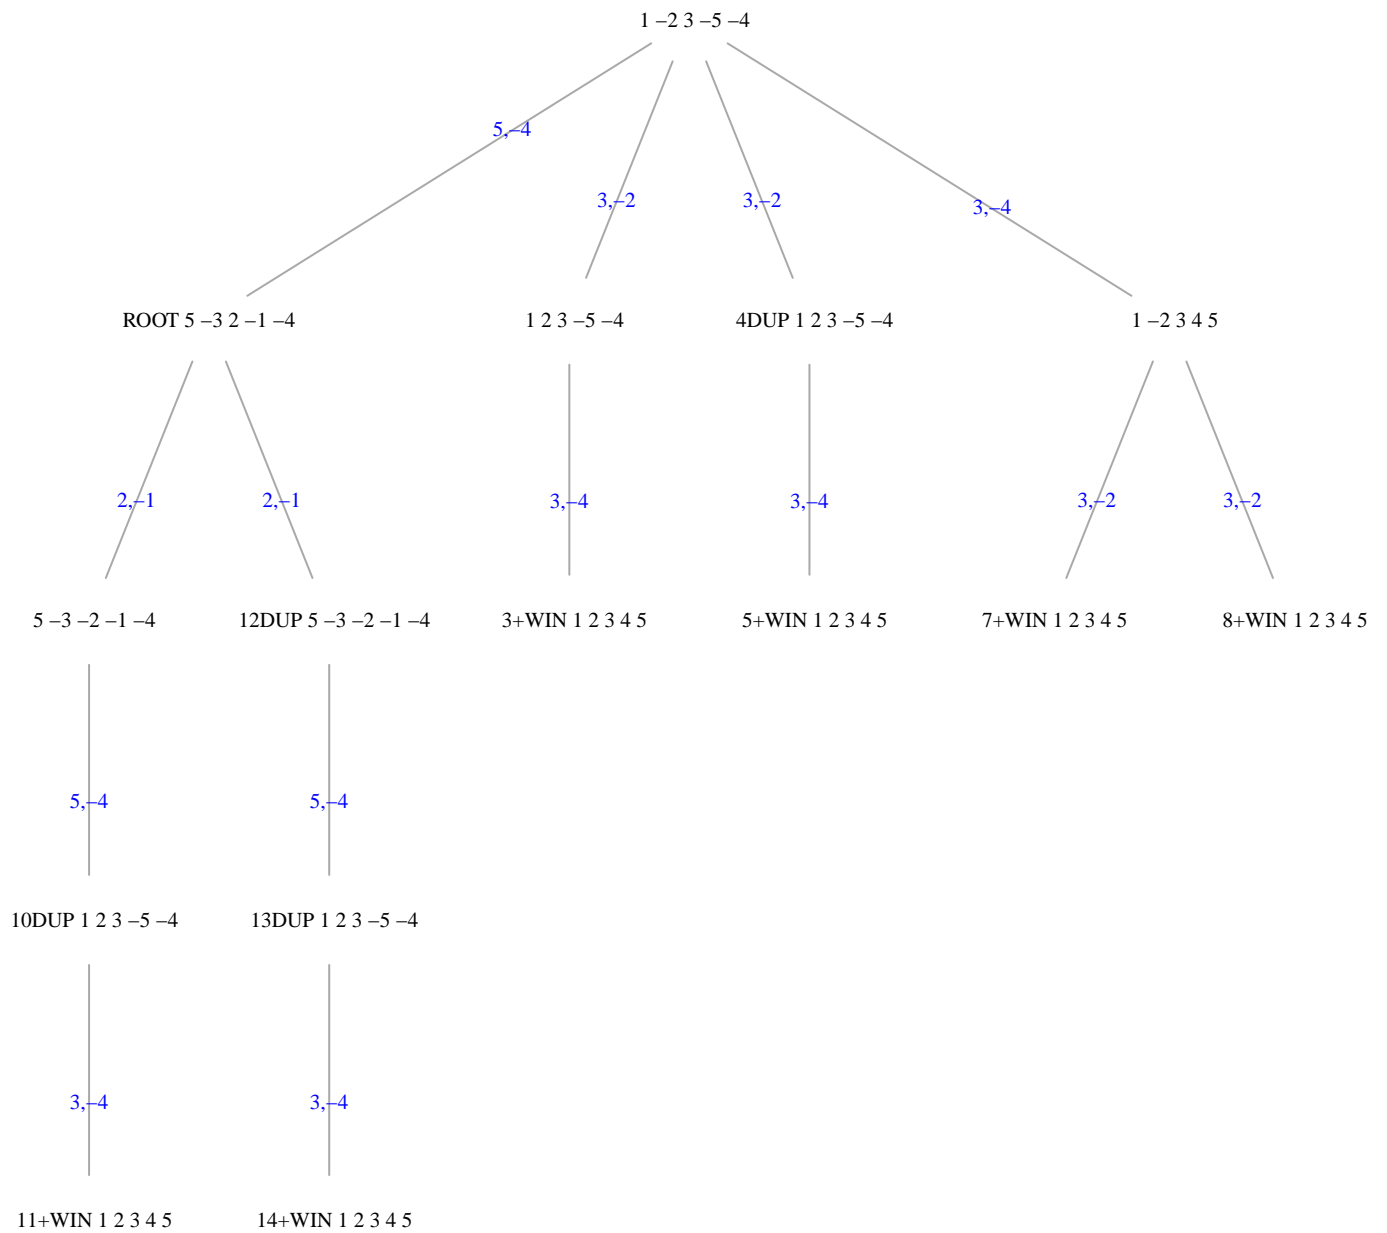 1 –2 3 –5 –4
5,–4
3,–2
3,–2
3,–4
ROOT 5 –3 2 –1 –4
1 2 3 –5 –4
4DUP 1 2 3 –5 –4
1 –2 3 4 5
2,–1
2,–1
3,–4
3,–4
3,–2
3,–2
5 –3 –2 –1 –4
12DUP 5 –3 –2 –1 –4
3+WIN 1 2 3 4 5
5+WIN 1 2 3 4 5
7+WIN 1 2 3 4 5
8+WIN 1 2 3 4 5
5,–4
5,–4
10DUP 1 2 3 –5 –4
13DUP 1 2 3 –5 –4
3,–4
3,–4
11+WIN 1 2 3 4 5
14+WIN 1 2 3 4 5